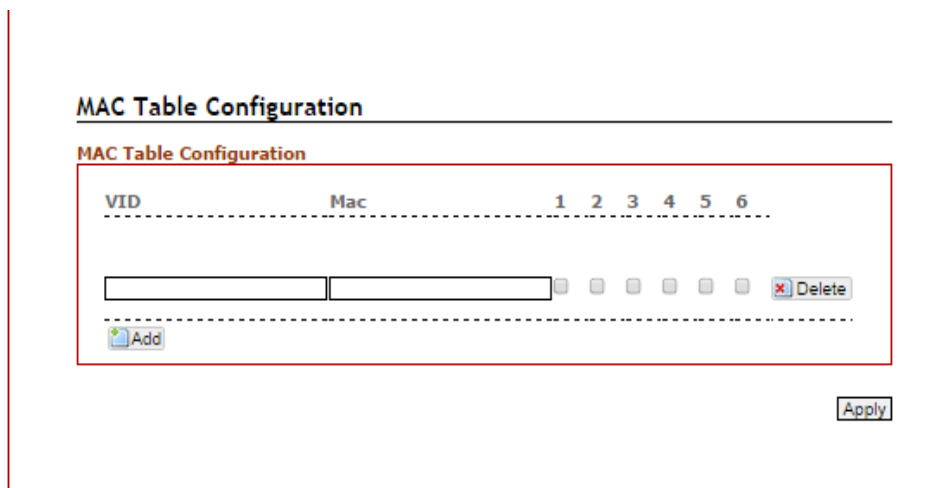 MAC Table Configuration
MAC Table Configuration
VID Mac 1 2 3 4 5 6
Delete
Add
Apply